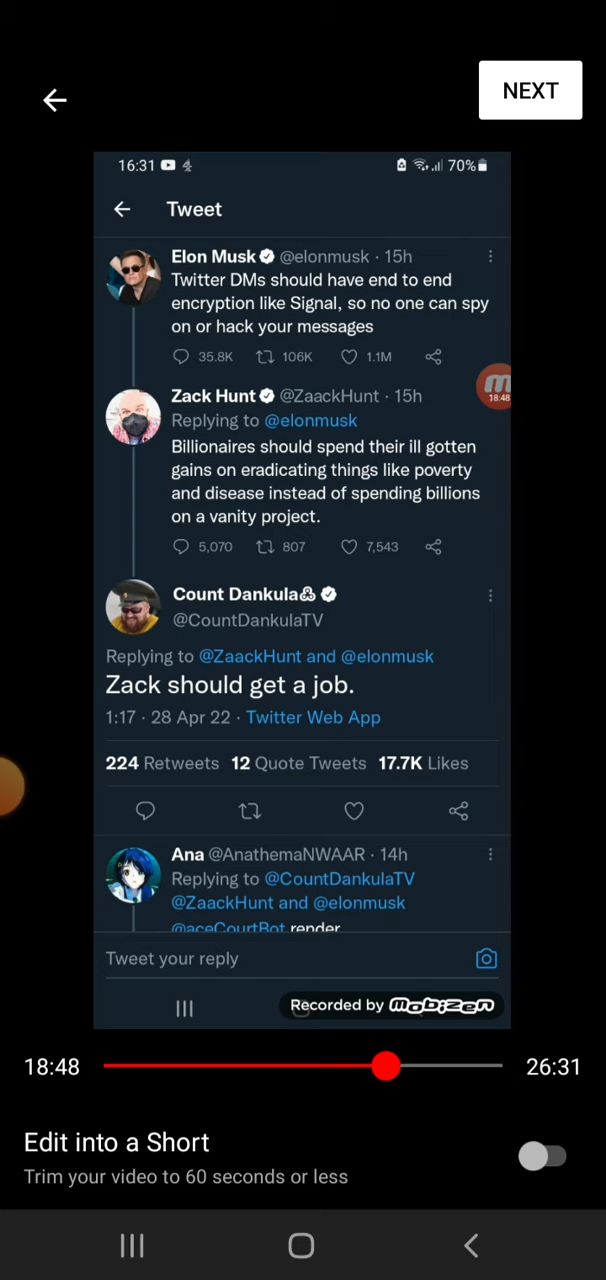 NEXT
16:31 70%
Tweet
Elon Musk @elonmusk · 15h
Twitter DMs should have end to end
encryption like Signal, so no one can spy
on or hack your messages
35.8K 106K 1.1M
18:48
Zack Hunt @ZaackHunt · 15h
Replying to @elonmusk
Billionaires should spend their ill gotten
gains on eradicating things like poverty
and disease instead of spending billions
on a vanity project.
5,070 807 7,543
Count Dankula
@CountDankulaTV
Replying to @ZaackHunt and @elonmusk
Zack should get a job.
1:17 · 28 Apr 22 · Twitter Web App
224 Retweets 12 Quote Tweets 17.7K Likes
Ana @AnathemaNWAAR · 14h
Replying to @CountDankulaTV
@ZaackHunt and @elonmusk
@aceCourtBot render
Tweet your reply
Recorded by mobizen
18:48 26:31
Edit into a Short
Trim your video to 60 seconds or less